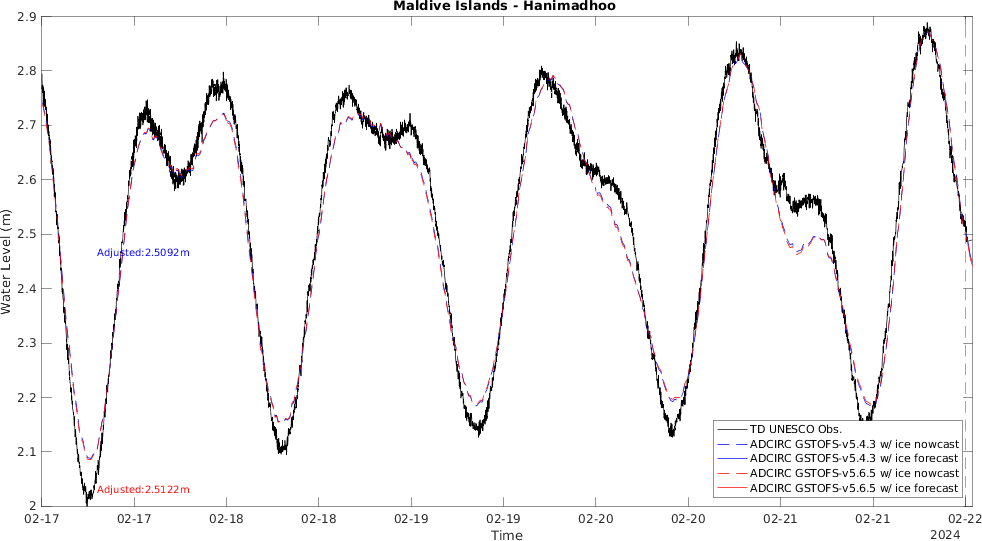 Maldive Islands - Hanimadhoo
2.9
2.8
2.7
2.6
2.5
2.4
2.3
2.2
2.1
2
Water Level (m)
Adjusted:2.5092m
Adjusted:2.5122m
TD UNESCO Obs.
ADCIRC GSTOFS-v5.4.3 w/ ice nowcast
ADCIRC GSTOFS-v5.4.3 w/ ice forecast
ADCIRC GSTOFS-v5.6.5 w/ ice nowcast
ADCIRC GSTOFS-v5.6.5 w/ ice forecast
02-17 02-17 02-18 02-18 02-19 02-19 02-20 02-20 02-21 02-21 02-22
Time
2024